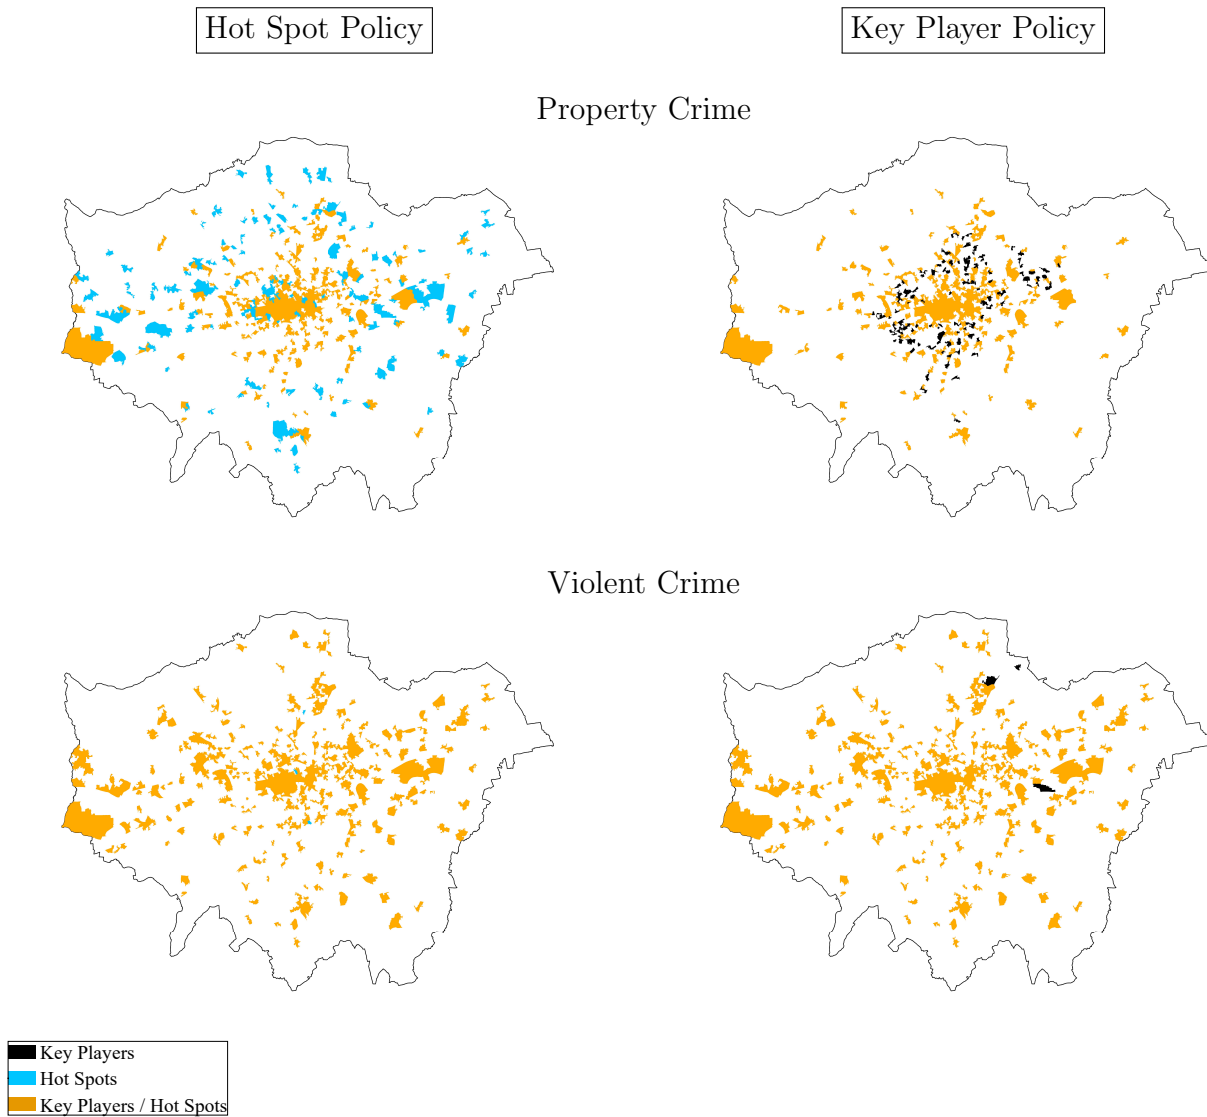 Hot Spot Policy
Key Player Policy
Property Crime
Violent Crime
Key Players
Hot Spots
Key Players / Hot Spots